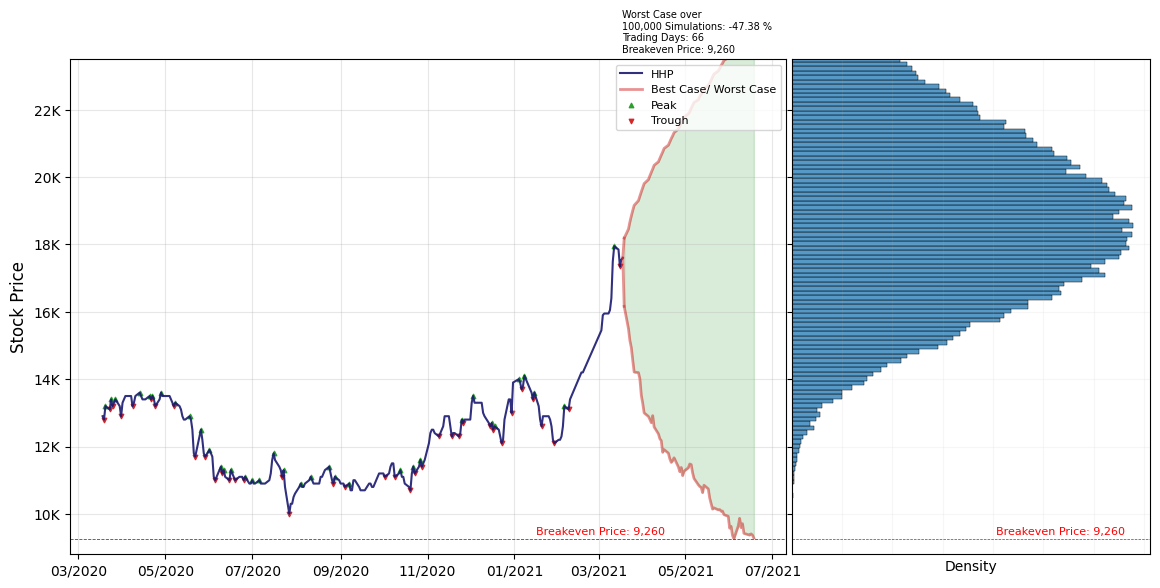 Worst Case over
100,000 Simulations: -47.38 %
Trading Days: 66
Breakeven Price: 9,260
HHP
Best Case/ Worst Case
Peak
Trough
Stock Price
22K
20K
18K
16K
14K
12K
10K
Breakeven Price: 9,260
Breakeven Price: 9,260
03/2020 05/2020 07/2020 09/2020 11/2020 01/2021 03/2021 05/2021 07/2021
Density